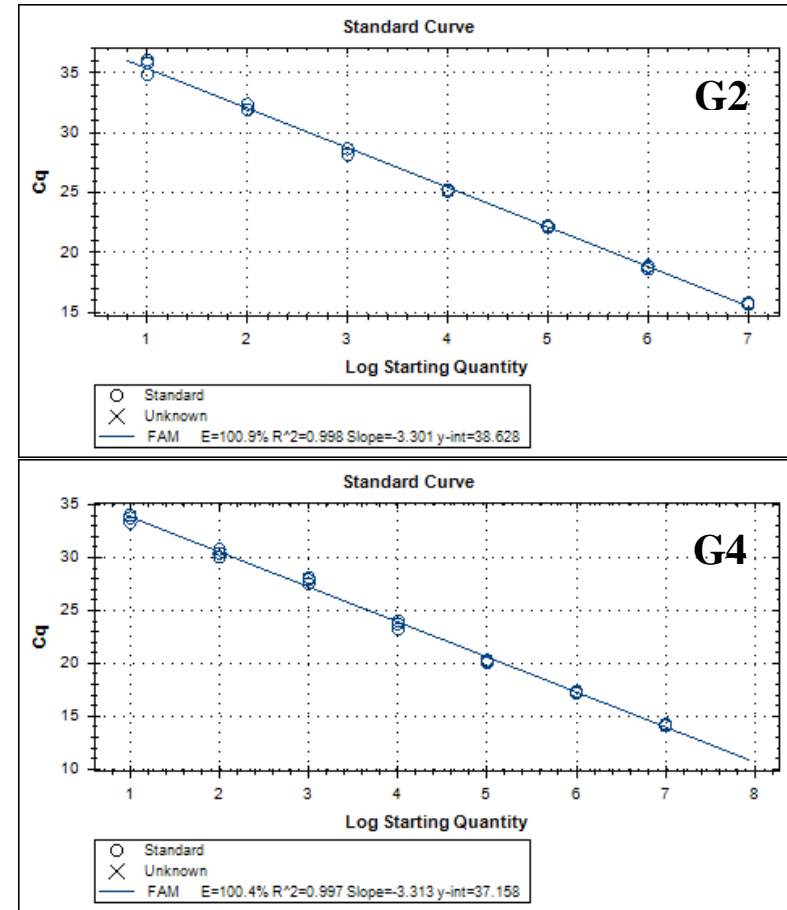 Standard Curve
G2
35
30
25
20
15
Cq
1 2 3 4 5 6 7
Log Starting Quantity
Standard
Unknown
FAM E=100.9% R^2=0.998 Slope=-3.301 y-int=38.628
Standard Curve
G4
35
30
25
20
15
10
Cq
1 2 3 4 5 6 7 8
Log Starting Quantity
Standard
Unknown
FAM E=100.4% R^2=0.997 Slope=-3.313 y-int=37.158